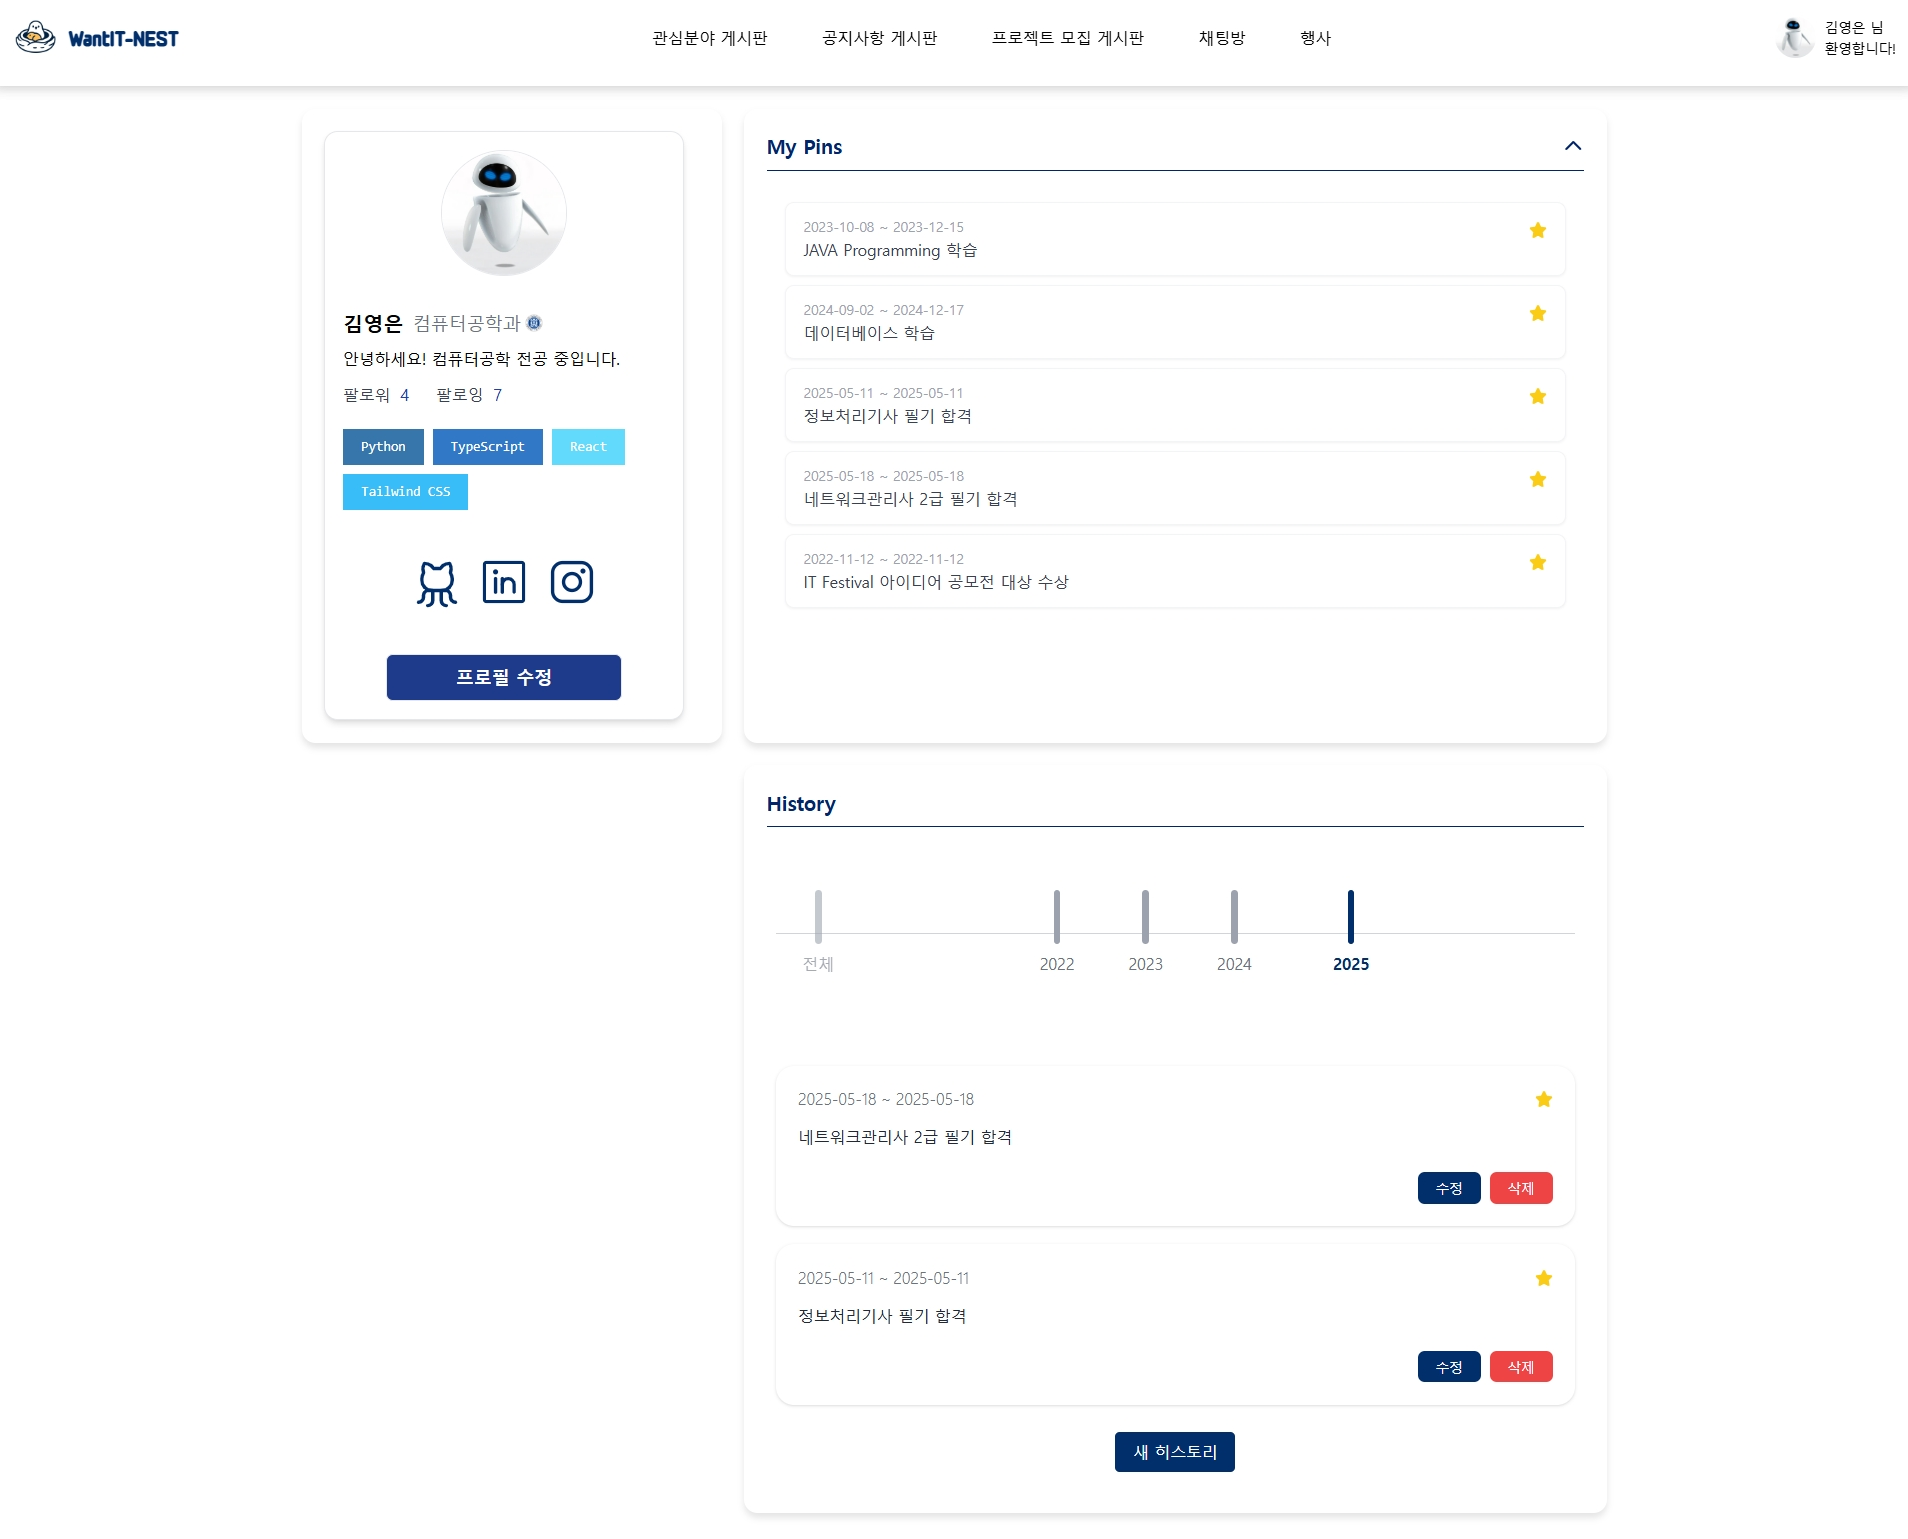 WantIT-NEST
관심분야 게시판
공지사항 게시판
프로젝트 모집 게시판
채팅방
행사
김영은 님
환영합니다!
김영은 컴퓨터공학과
안녕하세요! 컴퓨터공학 전공 중입니다.
팔로워 4 팔로잉 7
Python TypeScript React
Tailwind CSS
in
프로필 수정
My Pins
2023-10-08 ~ 2023-12-15
JAVA Programming 학습
2024-09-02 ~ 2024-12-17
데이터베이스 학습
2025-05-11 ~ 2025-05-11
정보처리기사 필기 합격
2025-05-18 ~ 2025-05-18
네트워크관리사 2급 필기 합격
2022-11-12 ~ 2022-11-12
IT Festival 아이디어 공모전 대상 수상
History
전체 2022 2023 2024 2025
2025-05-18 ~ 2025-05-18
네트워크관리사 2급 필기 합격
수정 삭제
2025-05-11 ~ 2025-05-11
정보처리기사 필기 합격
수정 삭제
새 히스토리